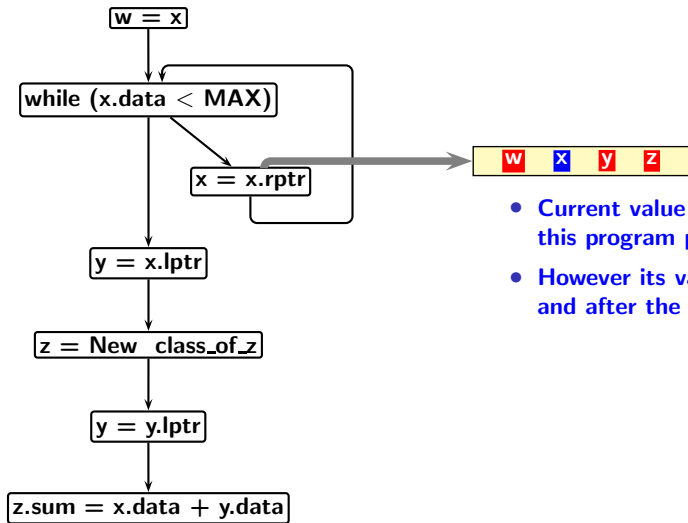 w = x
while (x.data < MAX)
x = x.rptr
y = x.lptr
z = New class_of_z
y = y.lptr
z.sum = x.data + y.data
w x y z
• Current value
this program
• However its
and after the